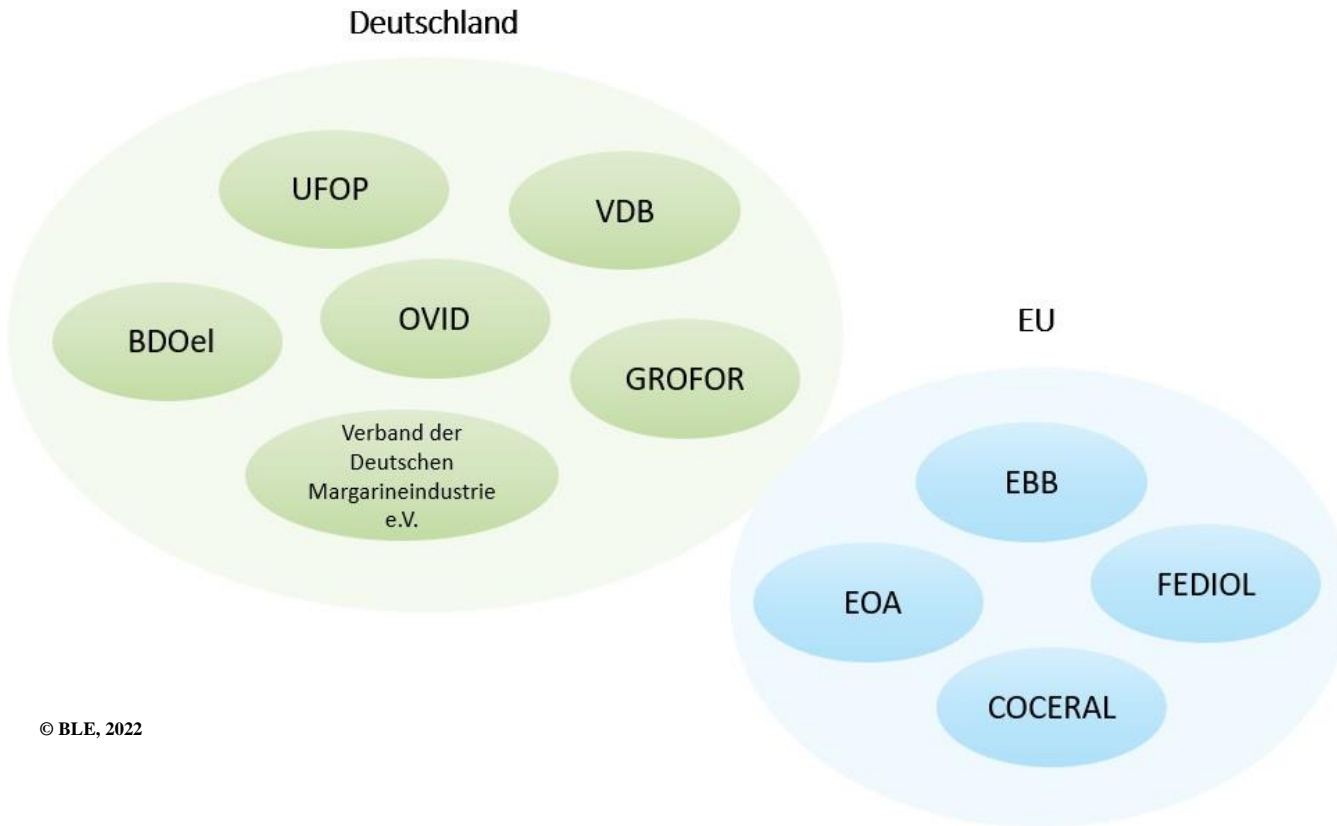 Deutschland
UFOP
VDB
OVID
BDOel
GROFOR
Verband der
Deutschen
Margarineindustrie
e.V.
EU
EBB
FEDIOL
EOA
COCERAL
© BLE, 2022